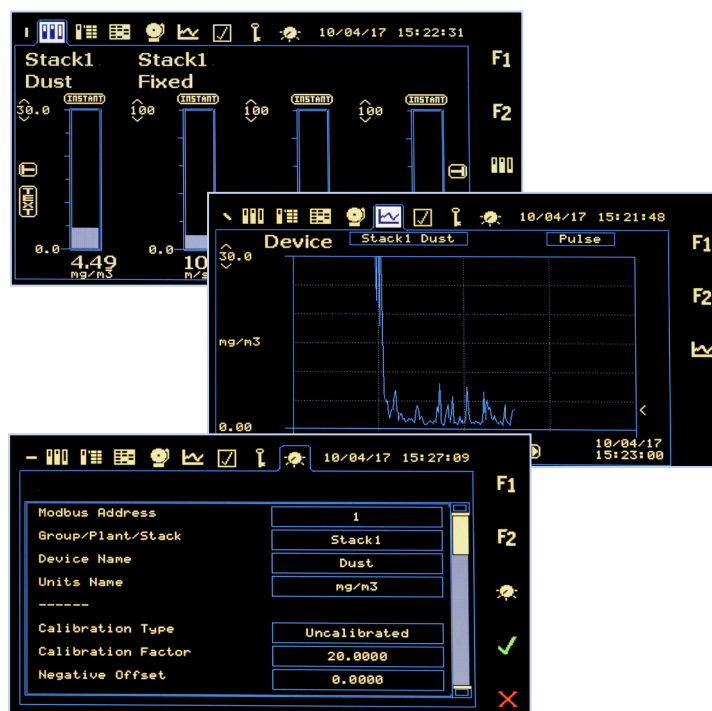 10/04/17 15:22:31
Stack1 Stack1
Dust Fixed
F1
INSTANT INSTANT INSTANT INSTANT
30.0 100 100 100
F2
TEXT
0.0 0.0
4.49 10
mg/m3 m/s
10/04/17 15:21:48
Device Stack1 Dust Pulse
F1
30.0
F2
mg/m3
0.00
10/04/17
15:23:00
10/04/17 15:27:09
F1
Modbus Address 1
Group/Plant/Stack Stack1
F2
Device Name Dust
Units Name mg/m3
------
Calibration Type Uncalibrated
Calibration Factor 20.0000
Negative Offset 0.0000